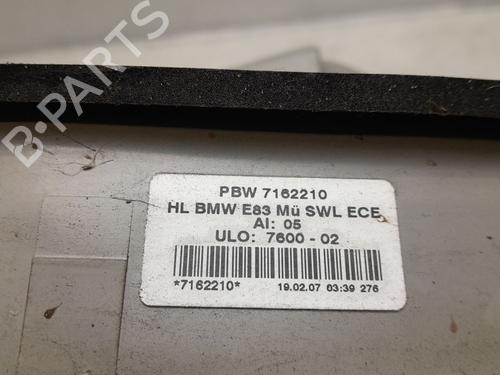 B-PARTS
PBW 7162210
HL BMW E83 Mü SWL ECE
AI: 05
ULO: 7600 - 02
*7162210* 19.02.07 03:39 276